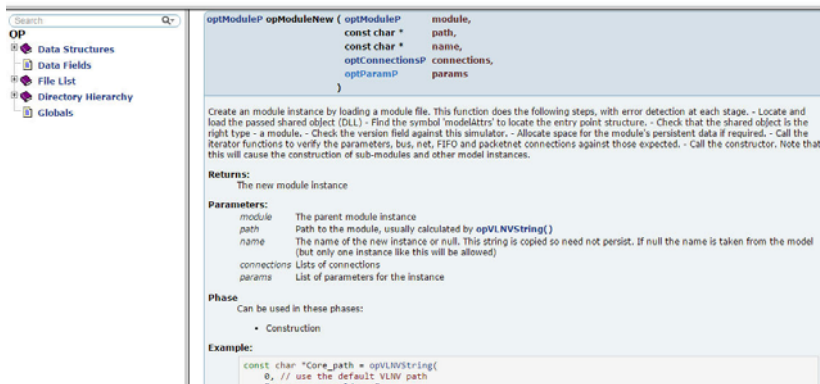 Search
OP
Data Structures
Data Fields
File List
Directory Hierarchy
Globals
optModuleP opModuleNew ( optModuleP module,
const char * path,
const char * name,
optConnectionsP connections,
optParamP params
)
Create an module instance by loading a module file. This function does the following steps, with error detection at each stage. - Locate and
load the passed shared object (DLL) - Find the symbol 'modelAttrs' to locate the entry point structure. - Check that the shared object is the
right type - a module. - Check the version field against this simulator. - Allocate space for the module's persistent data if required. - Call the
iterator functions to verify the parameters, bus, net, FIFO and packetnet connections against those expected. - Call the constructor. Note that
this will cause the construction of sub-modules and other model instances.
Returns:
The new module instance
Parameters:
module The parent module instance
path Path to the module, usually calculated by opVLNVString()
name The name of the new instance or null. This string is copied so need not persist. If null the name is taken from the model
(but only one instance like this will be allowed)
connections Lists of connections
params List of parameters for the instance
Phase
Can be used in these phases:
• Construction
Example:
const char *Core_path = opVLNVString(
0, // use the default VLNV path